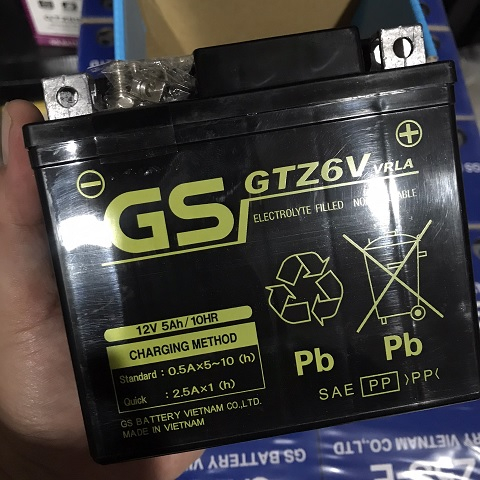 GS
GTZ6V VRLA
ELECTROLYTE FILLED
12V 5Ah/10HR
CHARGING METHOD
Standard : 0.5A×5~10 (h)
Quick : 2.5A×1 (h)
GS BATTERY VIETNAM CO.,LTD.
MADE IN VIETNAM
Pb
Pb
SAE PP >PP<
VIETNAM CO.,LTD
GS BATTERY